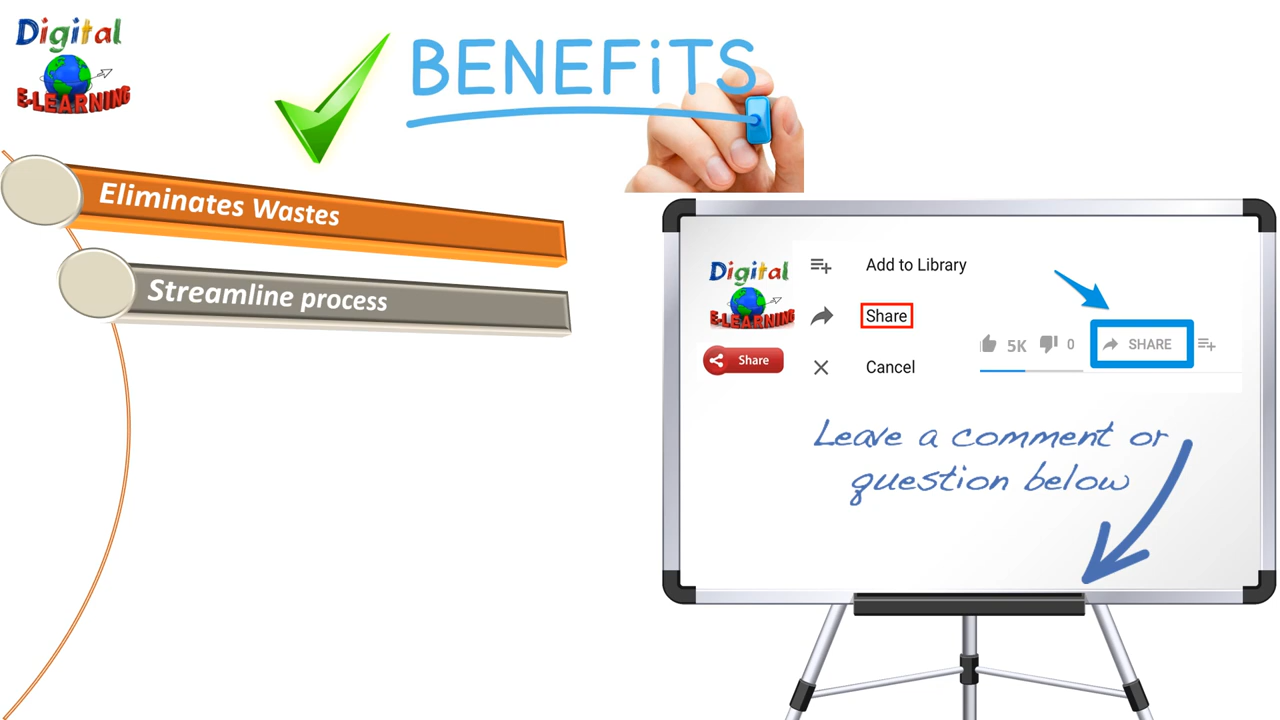 Digital
E-LEARNING
BENEFiTS
Eliminates Wastes
Streamline process
Digital
E-LEARNING
Share
Add to Library
Share
Cancel
5K 0 SHARE
Leave a comment or
question below